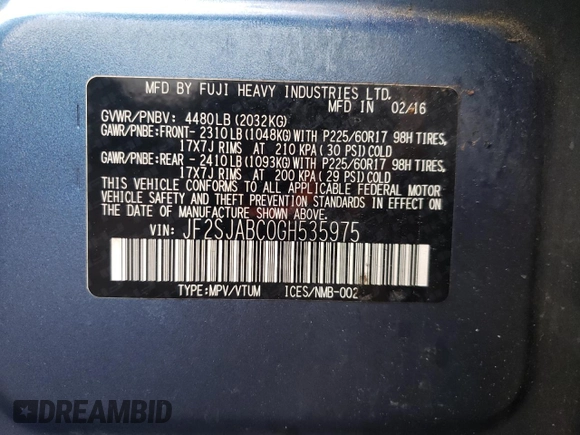 MFD BY FUJI HEAVY INDUSTRIES LTD.
MFD IN 02/16
GVWR/PNBV: 4480LB (2032KG)
GAWR/PNBE:FRONT- 2310LB (1048KG) WITH P225/60R17 98H TIRES,
17X7J RIMS AT 210 KPA ( 30 PSI) COLD
GAWR/PNBE:REAR - 2410LB (1093KG) WITH P225/60R17 98H TIRES,
17X7J RIMS AT 200 KPA ( 29 PSI) COLD
THIS VEHICLE CONFORMS TO ALL APPLICABLE FEDERAL MOTOR
VEHICLE SAFETY AND THEFT PREVENTION STANDARDS IN EFFECT
ON THE DATE OF MANUFACTURE SHOWN ABOVE.
VIN: JF2SJABC0GH535975
TYPE:MPV/VTUM ICES/NMB-002
DREAMBID